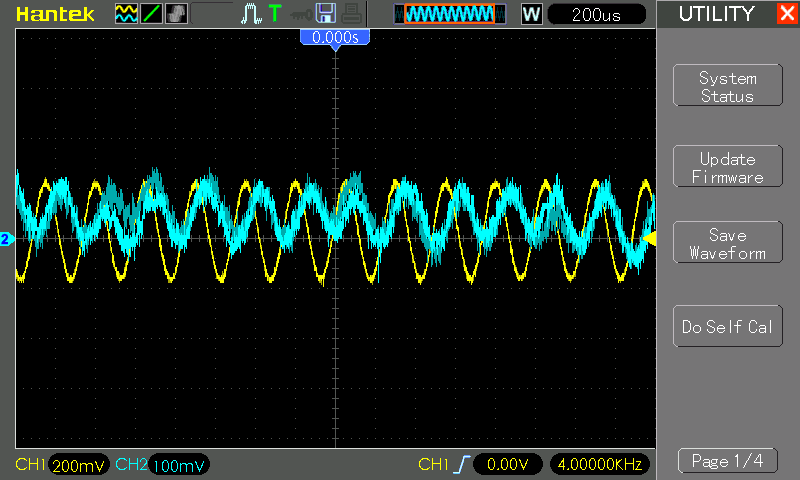 Hantek
T
W
200us
UTILITY
X
0.000s
System
Status
Update
Firmware
2
Save
Waveform
Do Self Cal
CH1 200mV CH2 100mV CH1 0.00V 4.00000KHz
Page 1/4